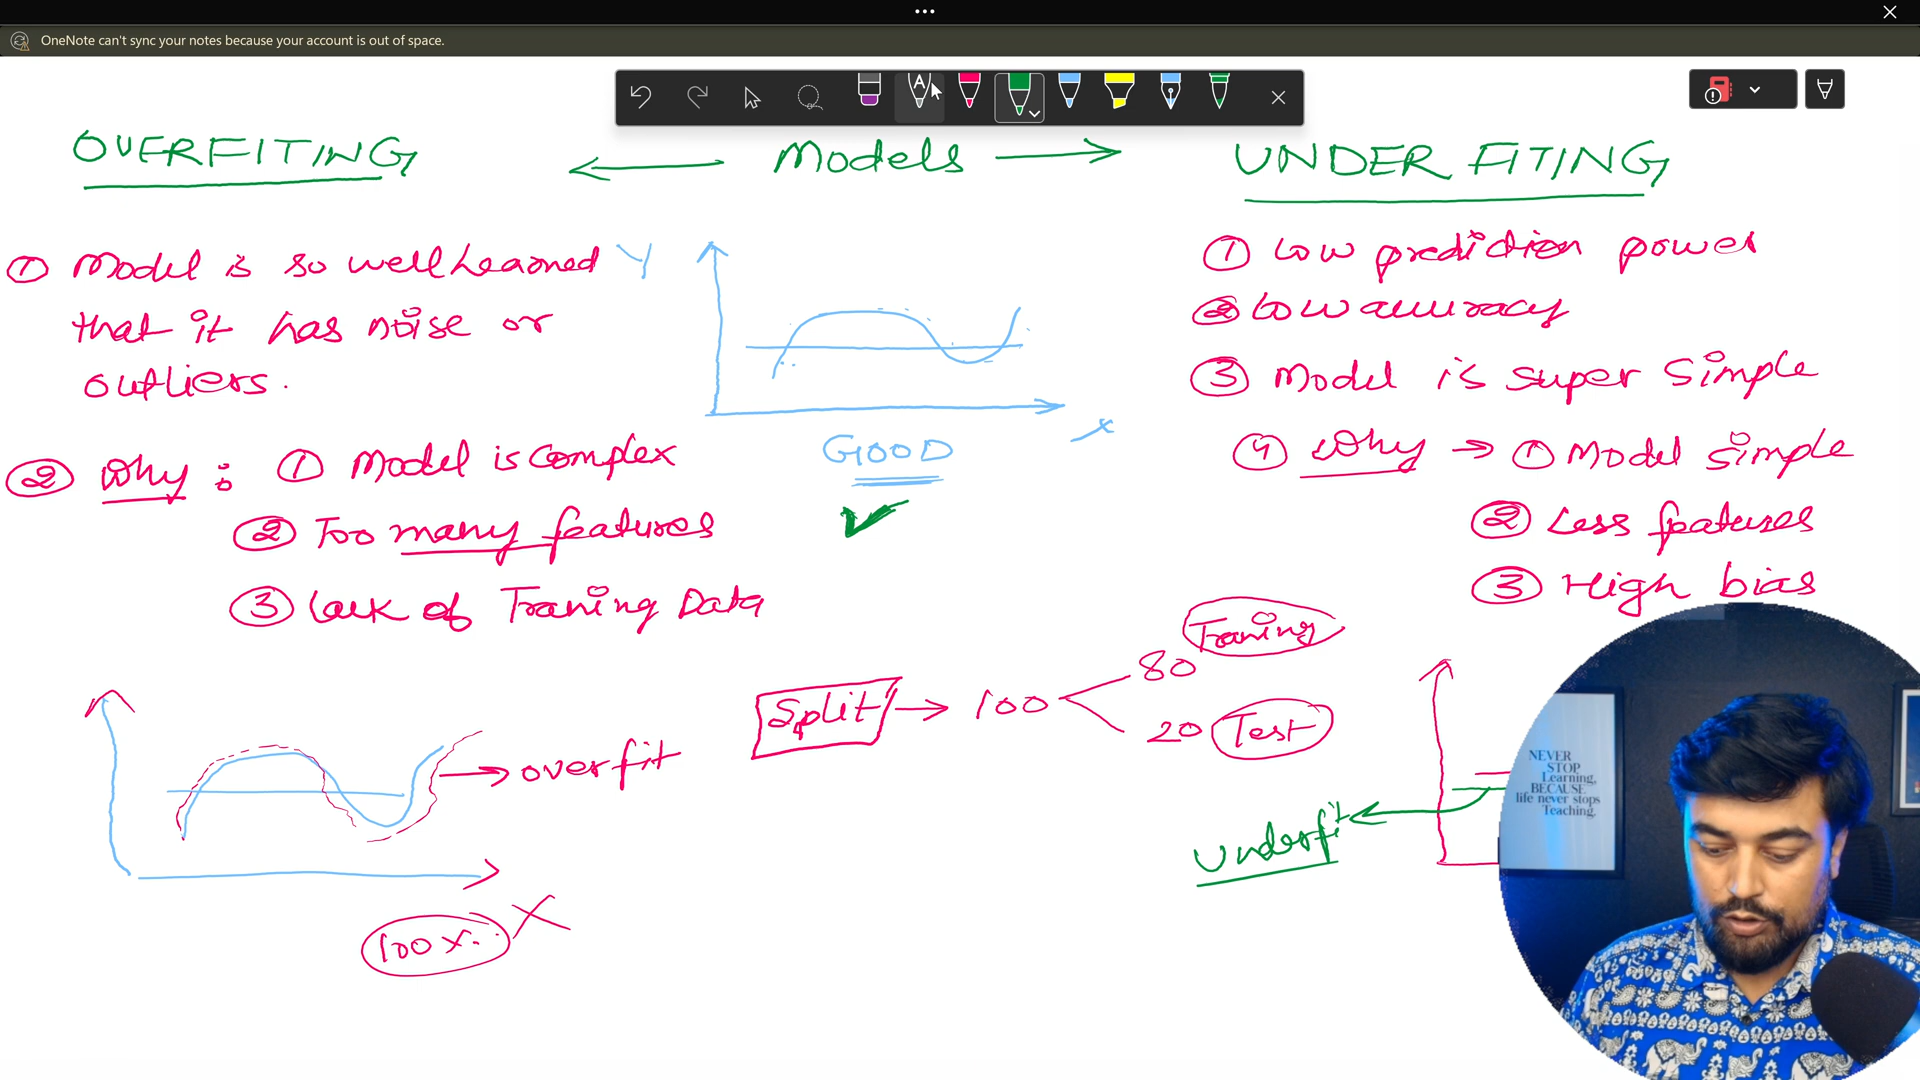 OneNote can't sync your notes because your account is out of space.
OVERFITING
Models
UNDER FITING
① Model is so well Learned
that it has noise or
outliers.
② Why : ① Model is complex
② Too many features
③ Lack of Traning Data
Y
X
GOOD
① Low prediction power
② Low accuracy
③ Model is super simple
④ Why → ① Model simple
② Less features
③ High bias
Split → 100
80 Traning
20 Test
overfit
100 %.
X
Underfit
NEVER
STOP
Learning,
BECAUSE
life never stops
Teaching.